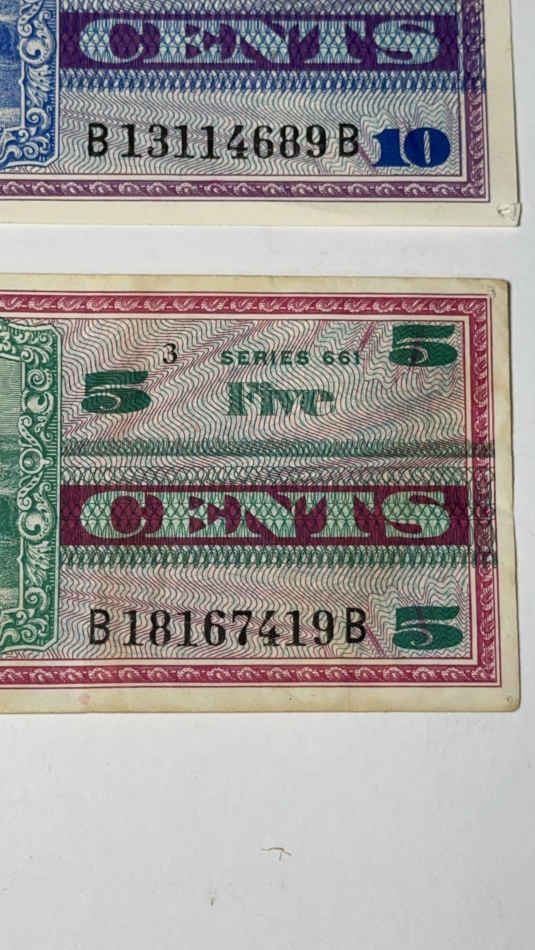 CENTS
B13114689B 10
3 SERIES 661 5
5 Five
CENTS
B18167419B 5